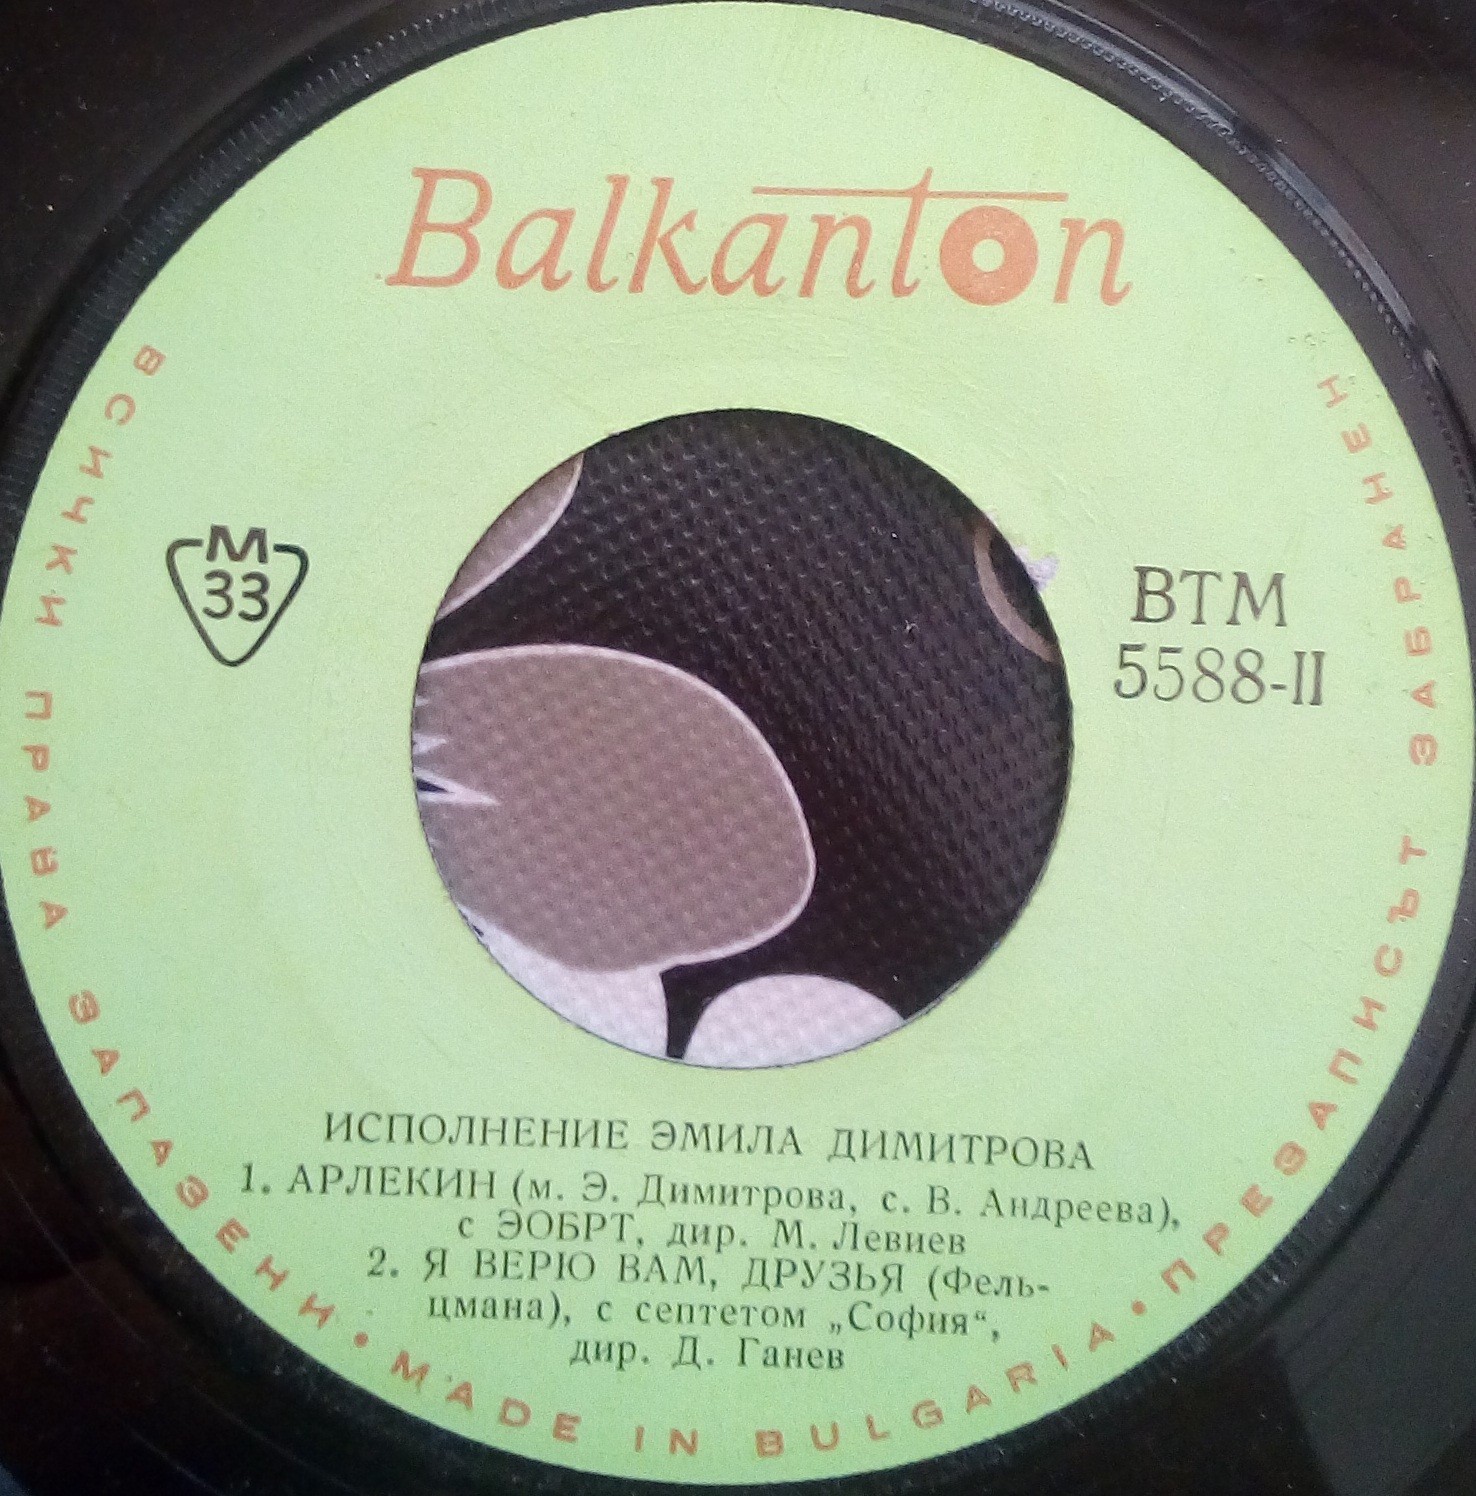 Balkanton
M
33
ВТМ
5588-II
ИСПОЛНЕНИЕ ЭМИЛА ДИМИТРОВА
1. АРЛЕКИН (м. Э. Димитрова, с. В. Андреева),
с ЭОБРТ, дир. М. Левиев
2. Я ВЕРЮ ВАМ, ДРУЗЬЯ (Фель-
цмана), с септетом „София“,
дир. Д. Ганев
ВСИЧКИ ПРАВА ЗАПАЗЕНИ • MADE IN BULGARIA • ПРЕЗАПИСЪТ ЗАБРАНЕН